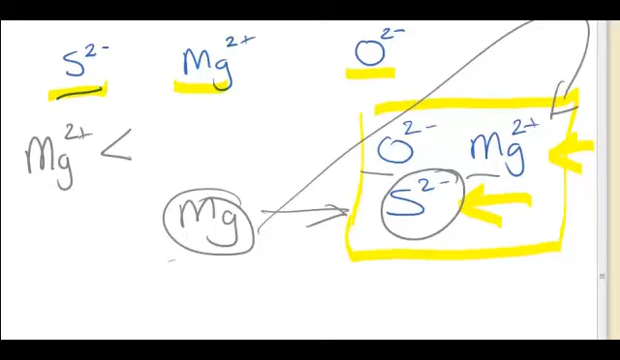 S²⁻ Mg²⁺ O²⁻
O²⁻ Mg²⁺
Mg²⁺ <
Mg S²⁻